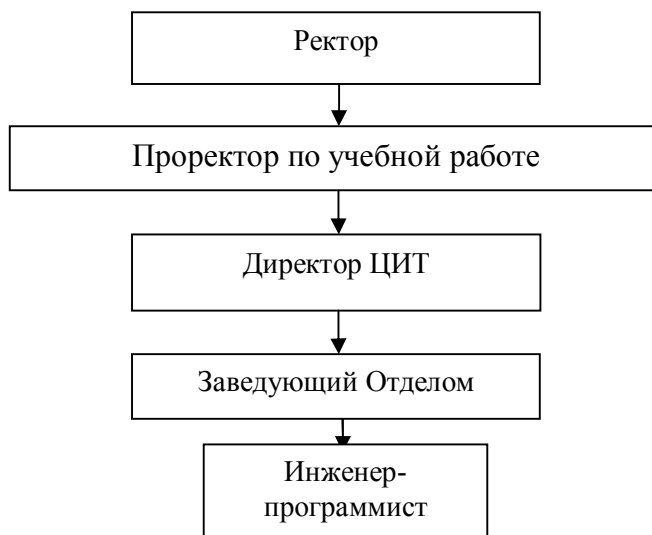 Ректор
Проректор по учебной работе
Директор ЦИТ
Заведующий Отделом
Инженер-
программист